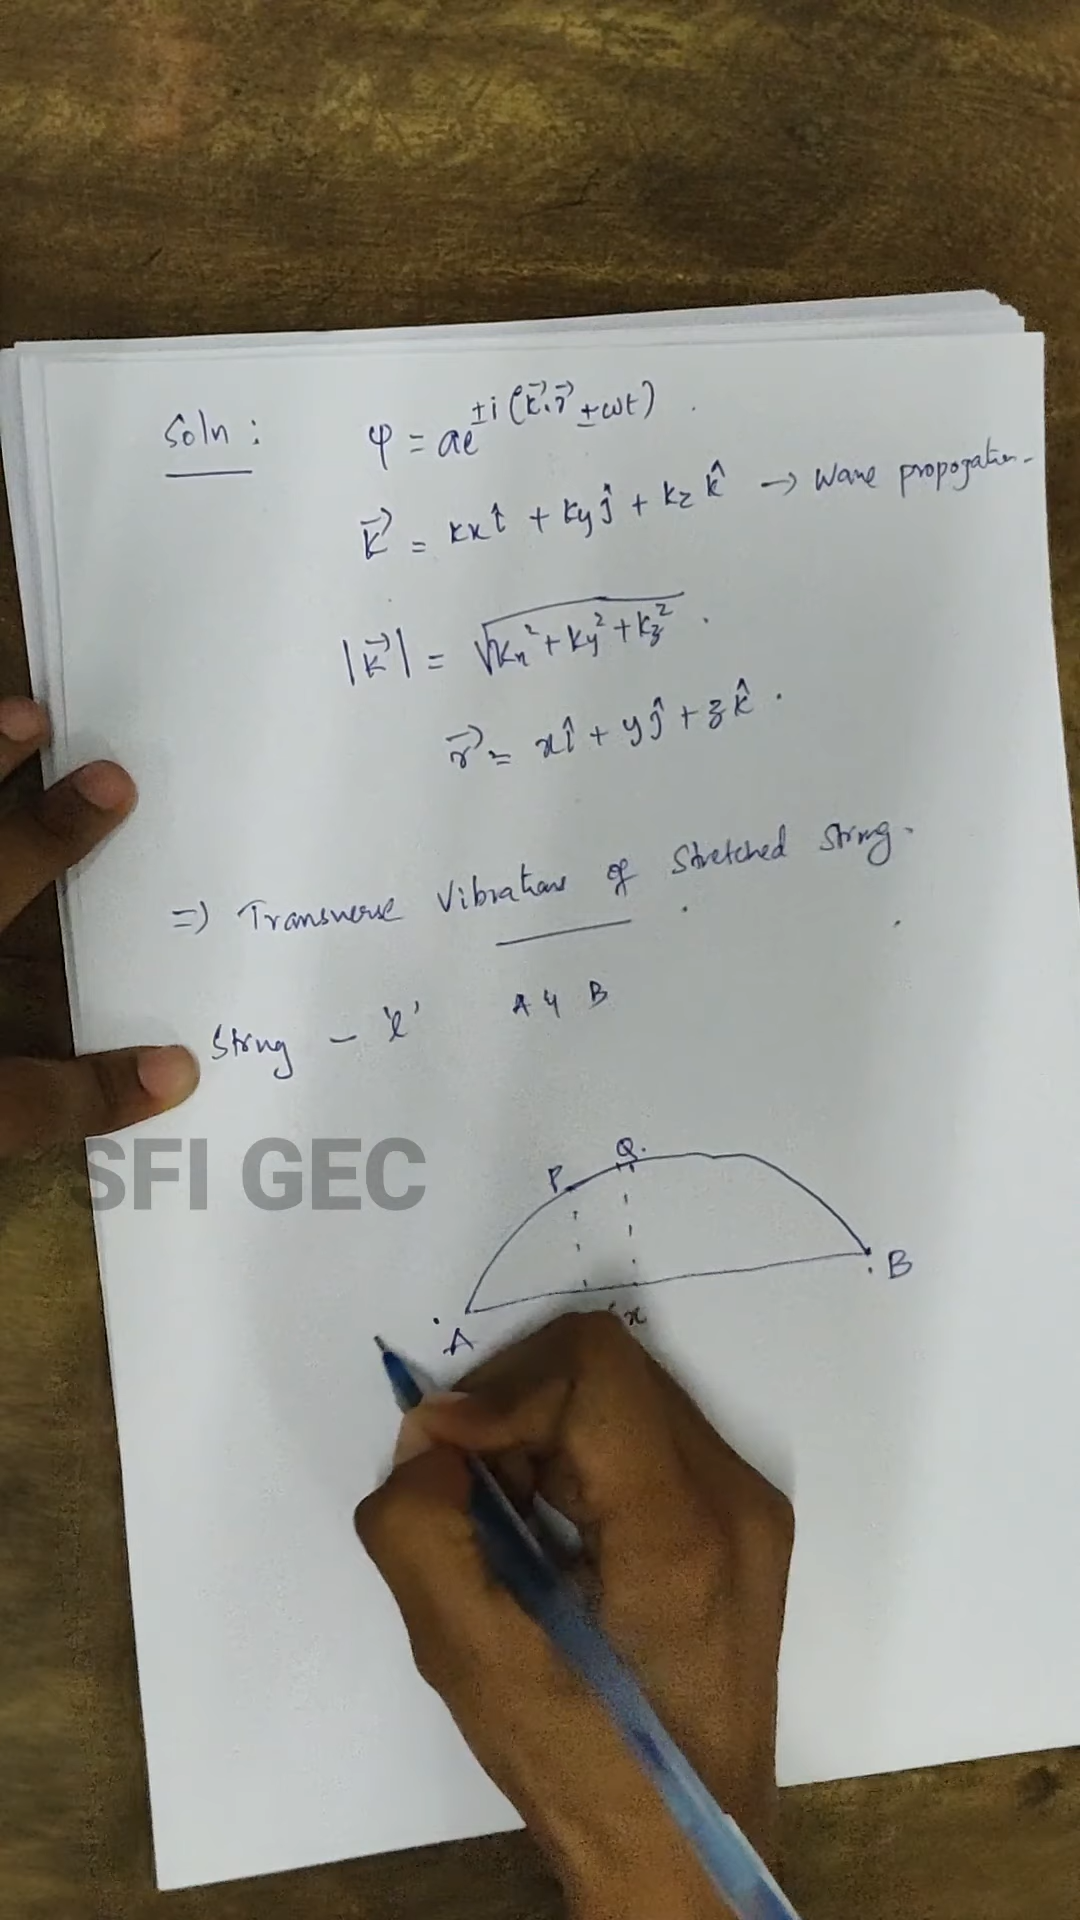 Soln : φ = ae^±i(k⃗.r⃗ ±ωt) .
k⃗ = kx î + ky ĵ + kz k̂ → Wave propogation.
|k⃗| = √kx² + ky² + kz² .
r⃗ = xî + yĵ + zk̂ .
=) Transverse Vibrations of Stretched String.
String – 'l' A & B
SFI GEC
P Q.
B
x
A